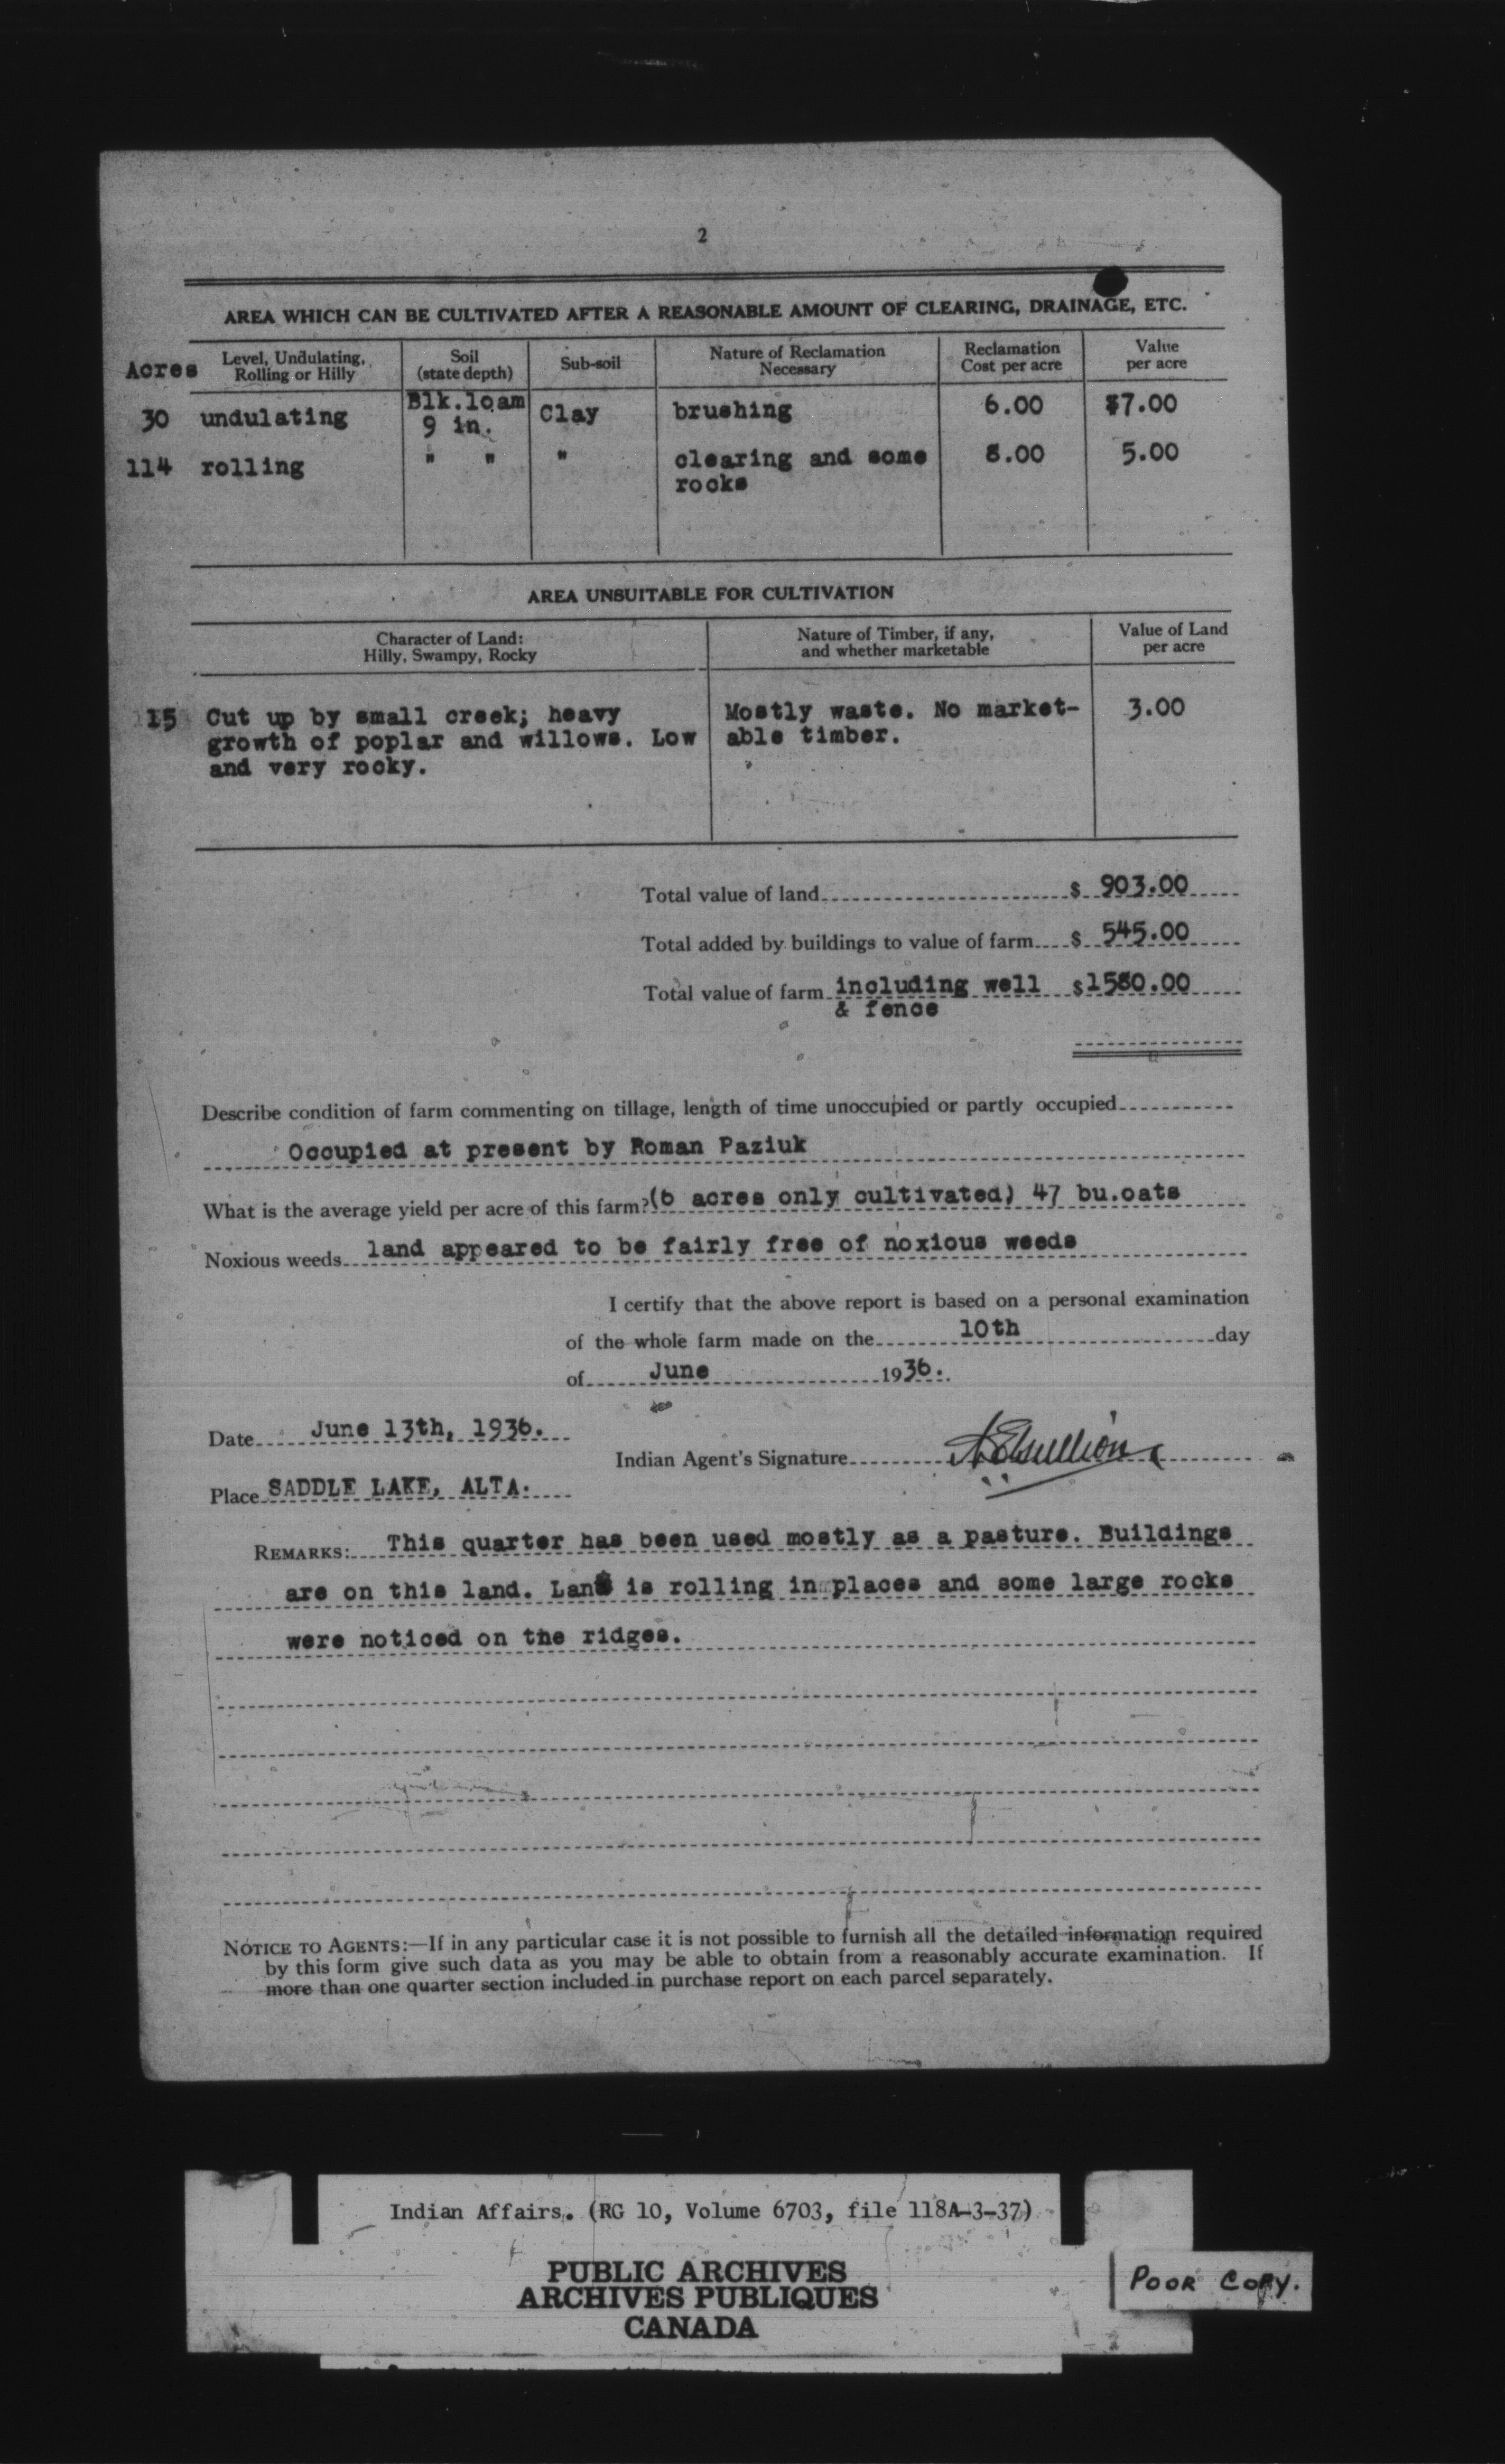 2
AREA WHICH CAN BE CULTIVATED AFTER A REASONABLE AMOUNT OF CLEARING, DRAINAGE, ETC.
Acres Level, Undulating, Rolling or Hilly Soil (state depth) Sub-soil Nature of Reclamation Necessary Reclamation Cost per acre Value per acre
30 undulating Blk.loam 9 in. Clay brushing 6.00 $7.00
114 rolling " " " clearing and some rocks 8.00 5.00
AREA UNSUITABLE FOR CULTIVATION
Character of Land: Hilly, Swampy, Rocky Nature of Timber, if any, and whether marketable Value of Land per acre
15 Cut up by small creek; heavy Mostly waste. No market- 3.00
growth of poplar and willows. Low able timber.
and very rocky.
Total value of land $ 903.00
Total added by buildings to value of farm $ 545.00
Total value of farm including well $1580.00
& fence
Describe condition of farm commenting on tillage, length of time unoccupied or partly occupied
Occupied at present by Roman Paziuk
What is the average yield per acre of this farm? (6 acres only cultivated) 47 bu.oats
Noxious weeds land appeared to be fairly free of noxious weeds
I certify that the above report is based on a personal examination
of the whole farm made on the 10th day
of June 1936.
Date June 13th, 1936.
Indian Agent's Signature
Place SADDLE LAKE, ALTA.
REMARKS: This quarter has been used mostly as a pasture. Buildings
are on this land. Land is rolling in places and some large rocks
were noticed on the ridges.
NOTICE TO AGENTS:—If in any particular case it is not possible to furnish all the detailed information required
by this form give such data as you may be able to obtain from a reasonably accurate examination. If
more than one quarter section included in purchase report on each parcel separately.
Indian Affairs. (RG 10, Volume 6703, file 118A-3-37)
PUBLIC ARCHIVES
ARCHIVES PUBLIQUES
CANADA
POOR COPY.